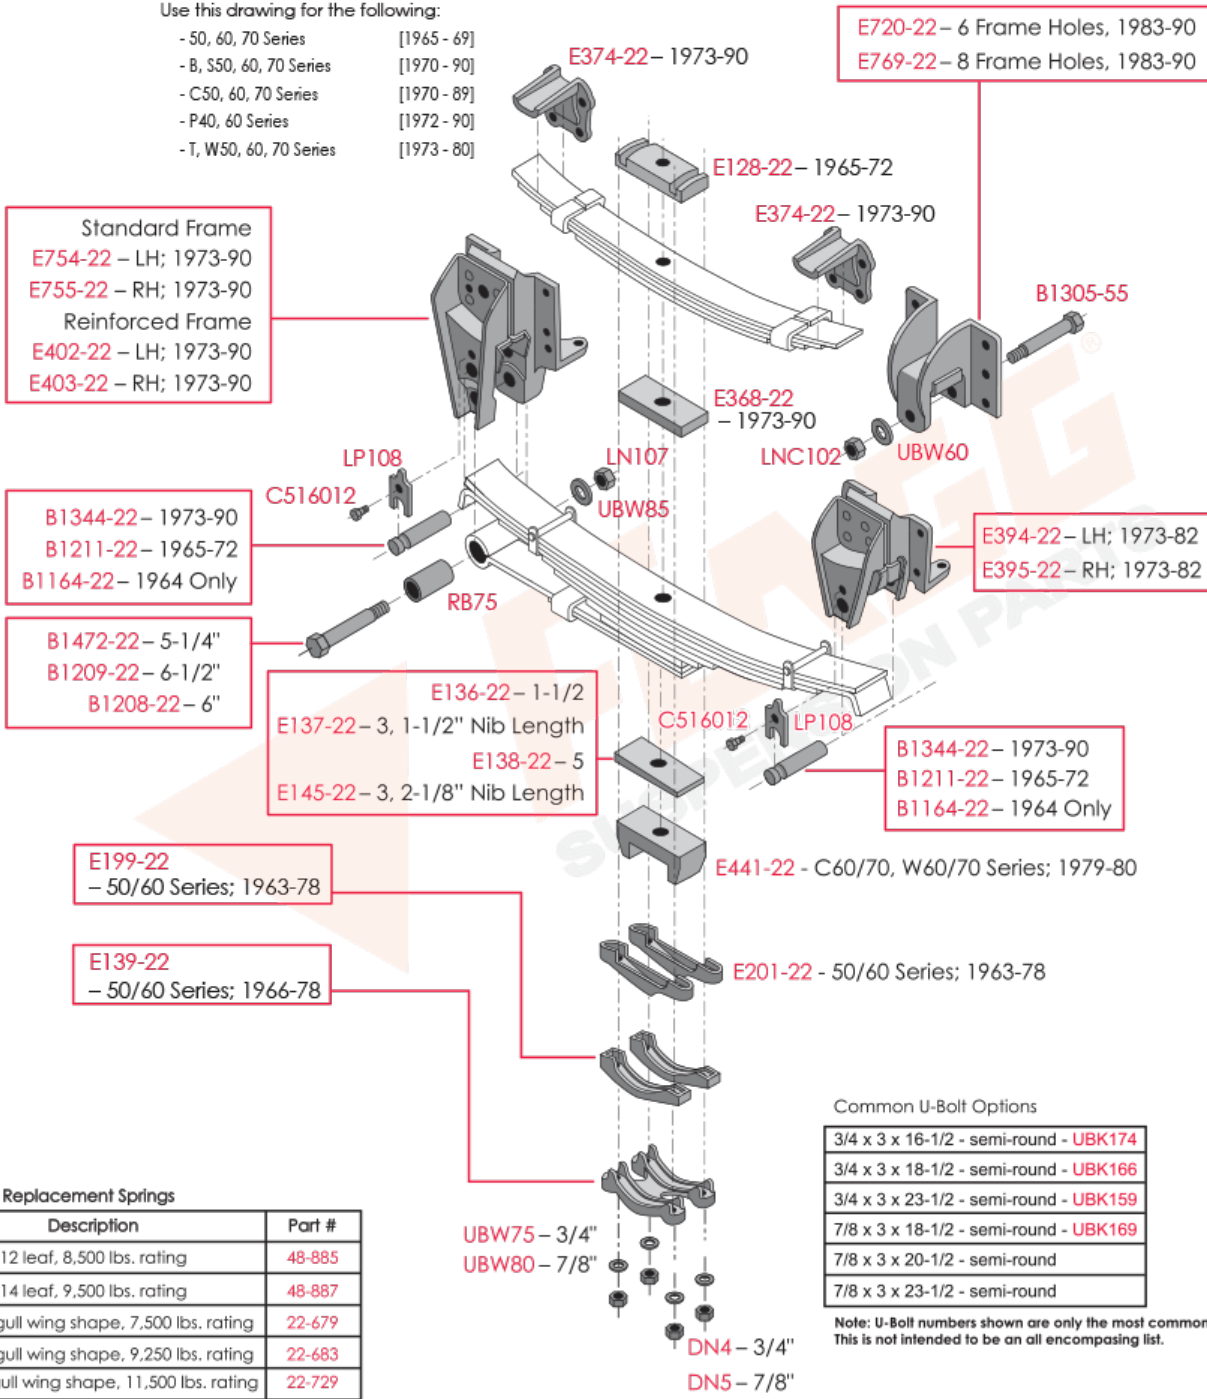 Use this drawing for the following:
- 50, 60, 70 Series [1965 - 69]
- B, S50, 60, 70 Series [1970 - 90]
- C50, 60, 70 Series [1970 - 89]
- P40, 60 Series [1972 - 90]
- T, W50, 60, 70 Series [1973 - 80]
E374-22 – 1973-90
E720-22 – 6 Frame Holes, 1983-90
E769-22 – 8 Frame Holes, 1983-90
E128-22 – 1965-72
E374-22 – 1973-90
Standard Frame
E754-22 – LH; 1973-90
E755-22 – RH; 1973-90
Reinforced Frame
E402-22 – LH; 1973-90
E403-22 – RH; 1973-90
B1305-55
E368-22
– 1973-90
LNC102
UBW60
LP108
C516012
LN107
UBW85
B1344-22 – 1973-90
B1211-22 – 1965-72
B1164-22 – 1964 Only
E394-22 – LH; 1973-82
E395-22 – RH; 1973-82
RB75
B1472-22 – 5-1/4"
B1209-22 – 6-1/2"
B1208-22 – 6"
E136-22 – 1-1/2
E137-22 – 3, 1-1/2" Nib Length
E138-22 – 5
E145-22 – 3, 2-1/8" Nib Length
C516012
LP108
B1344-22 – 1973-90
B1211-22 – 1965-72
B1164-22 – 1964 Only
SUSPENSION PARTS
®
E441-22 - C60/70, W60/70 Series; 1979-80
E199-22
– 50/60 Series; 1963-78
E139-22
– 50/60 Series; 1966-78
E201-22 - 50/60 Series; 1963-78
UBW75 – 3/4"
UBW80 – 7/8"
DN4 – 3/4"
DN5 – 7/8"
Common U-Bolt Options
3/4 x 3 x 16-1/2 - semi-round - UBK174
3/4 x 3 x 18-1/2 - semi-round - UBK166
3/4 x 3 x 23-1/2 - semi-round - UBK159
7/8 x 3 x 18-1/2 - semi-round - UBK169
7/8 x 3 x 20-1/2 - semi-round
7/8 x 3 x 23-1/2 - semi-round
Note: U-Bolt numbers shown are only the most common
This is not intended to be an all encompasing list.
Replacement Springs
Description Part #
12 leaf, 8,500 lbs. rating 48-885
14 leaf, 9,500 lbs. rating 48-887
gull wing shape, 7,500 lbs. rating 22-679
gull wing shape, 9,250 lbs. rating 22-683
gull wing shape, 11,500 lbs. rating 22-729